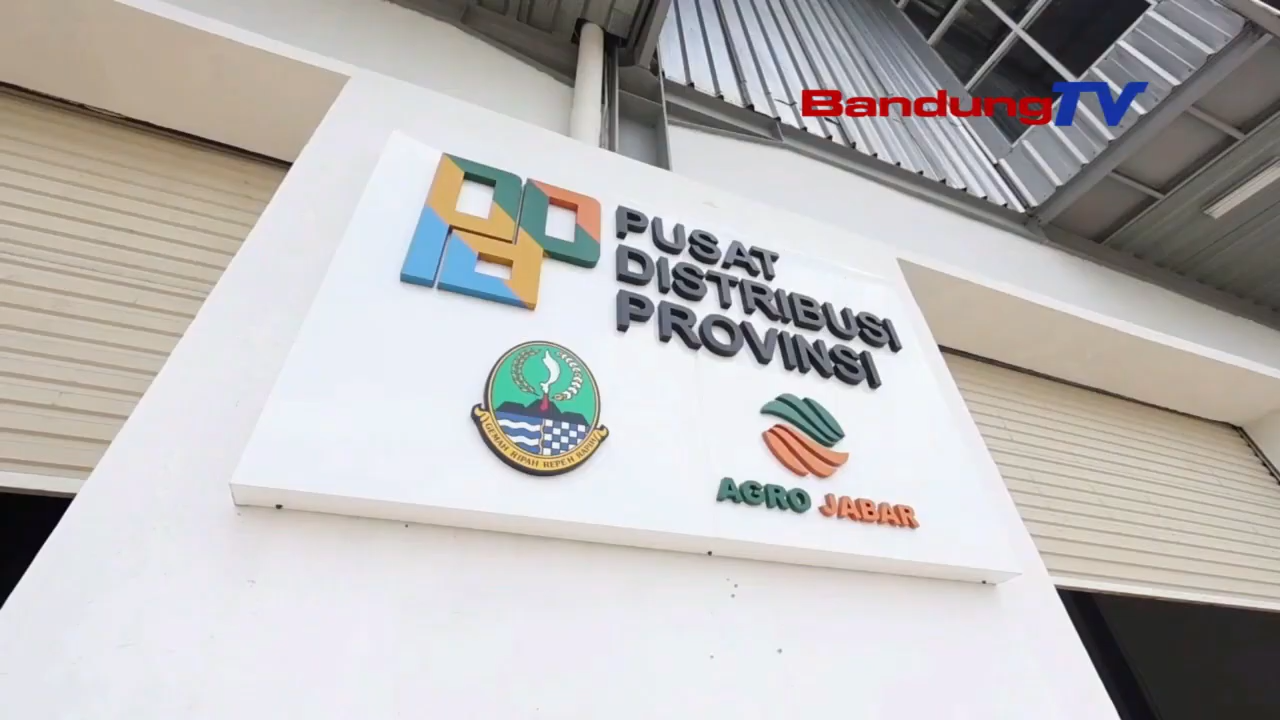 BandungTV
PUSAT
DISTRIBUSI
PROVINSI
GEMAH RIPAH REPEH RAPIH
AGRO JABAR